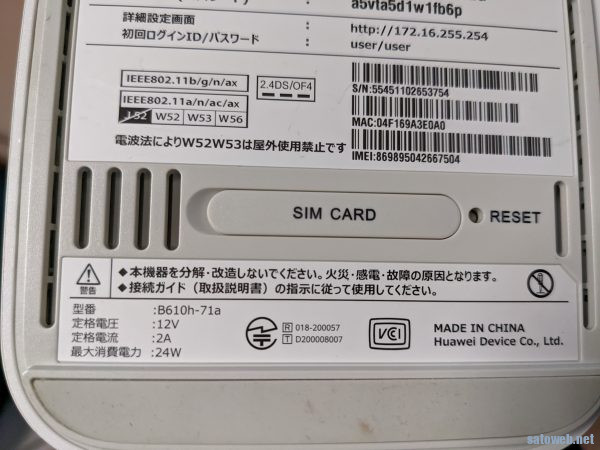 a5vta5d1w1fb6p
詳細設定画面 : http://172.16.255.254
初回ログインID/パスワード : user/user
IEEE802.11b/g/n/ax
2.4DS/OF4
IEEE802.11a/n/ac/ax
J52 W52 W53 W56
電波法によりW52W53は屋外使用禁止です
S/N:55451102653754
MAC:04F169A3E0A0
IMEI:869895042667504
SIM CARD
RESET
警告
◆本機器を分解・改造しないでください。火災・感電・故障の原因となります。
◆接続ガイド（取扱説明書）の指示に従って使用してください。
型番 :B610h-71a
定格電圧 :12V
定格電流 :2A
最大消費電力 :24W
R 018-200057
T D200008007
VCI
MADE IN CHINA
Huawei Device Co., Ltd.
satoweb.net